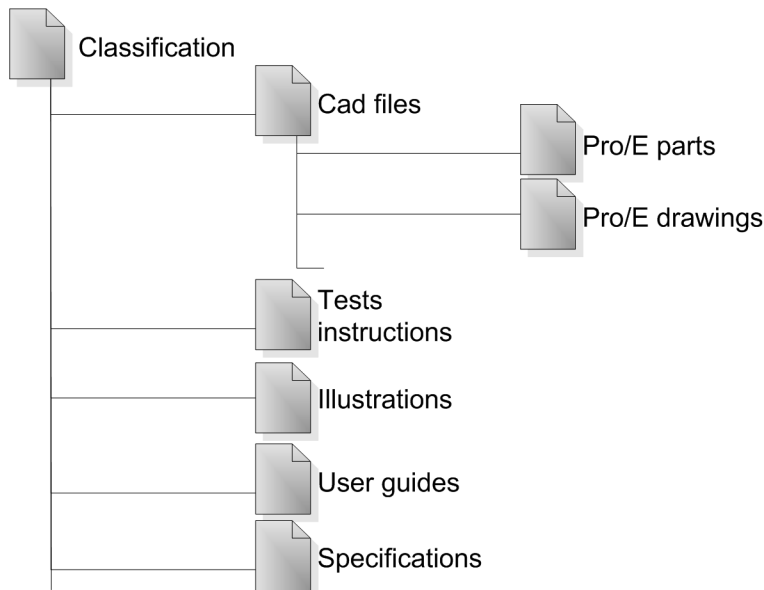 Classification
Cad files
Pro/E parts
Pro/E drawings
Tests
instructions
Illustrations
User guides
Specifications